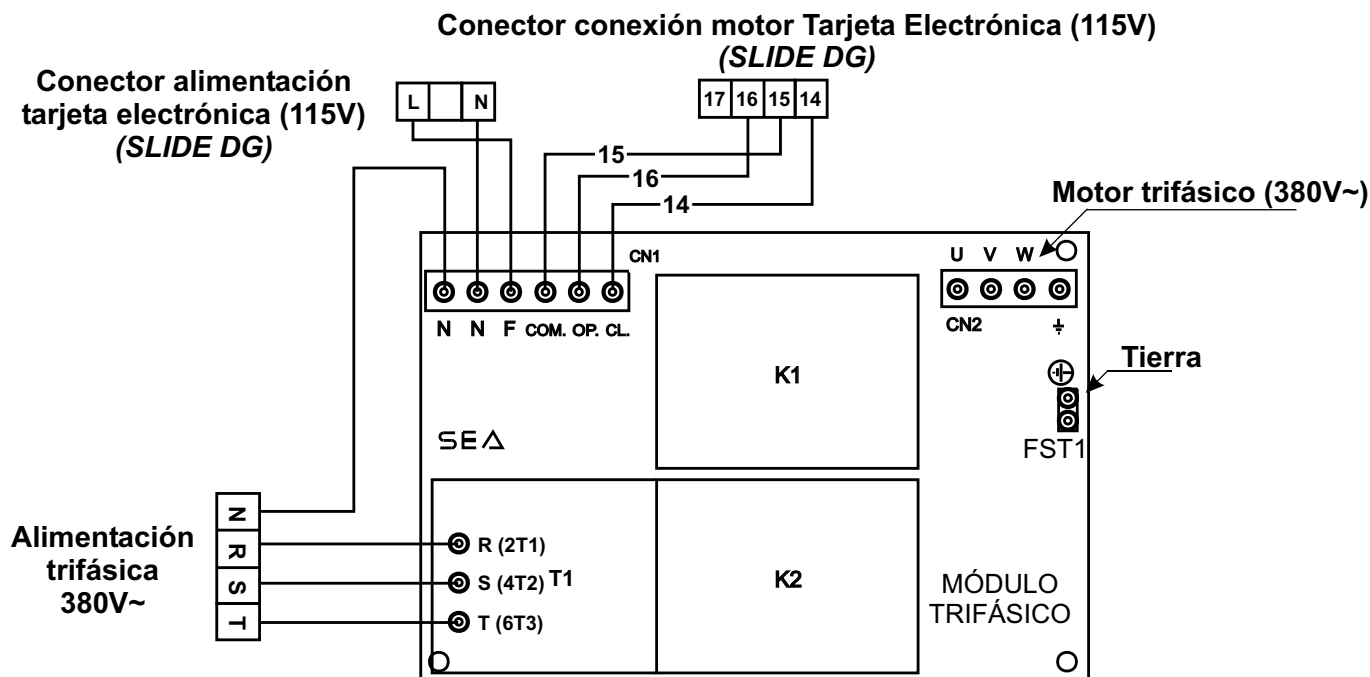 Conector conexión motor Tarjeta Electrónica (115V)
(SLIDE DG)
Conector alimentación
tarjeta electrónica (115V)
(SLIDE DG)
L N
17 16 15 14
15
16
14
Motor trifásico (380V~)
CN1
U V W
N N F COM. OP. CL.
CN2
K1
Tierra
SEA
FST1
Alimentación
trifásica
380V~
N
R
S
T
R (2T1)
S (4T2) T1
T (6T3)
K2
MÓDULO
TRIFÁSICO